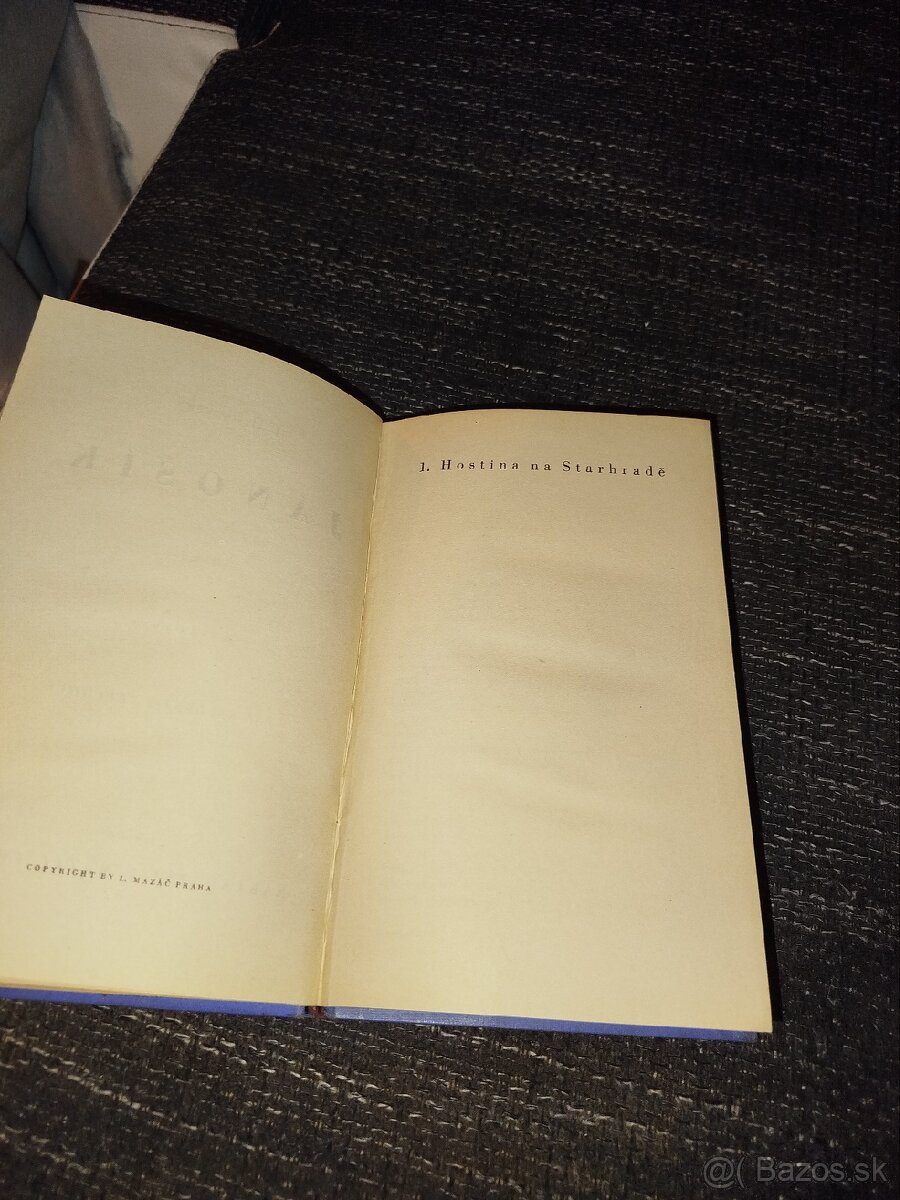 COPYRIGHT BY L. MAZÁČ PRAHA
1. Hostina na Starhradě
@( Bazos.sk